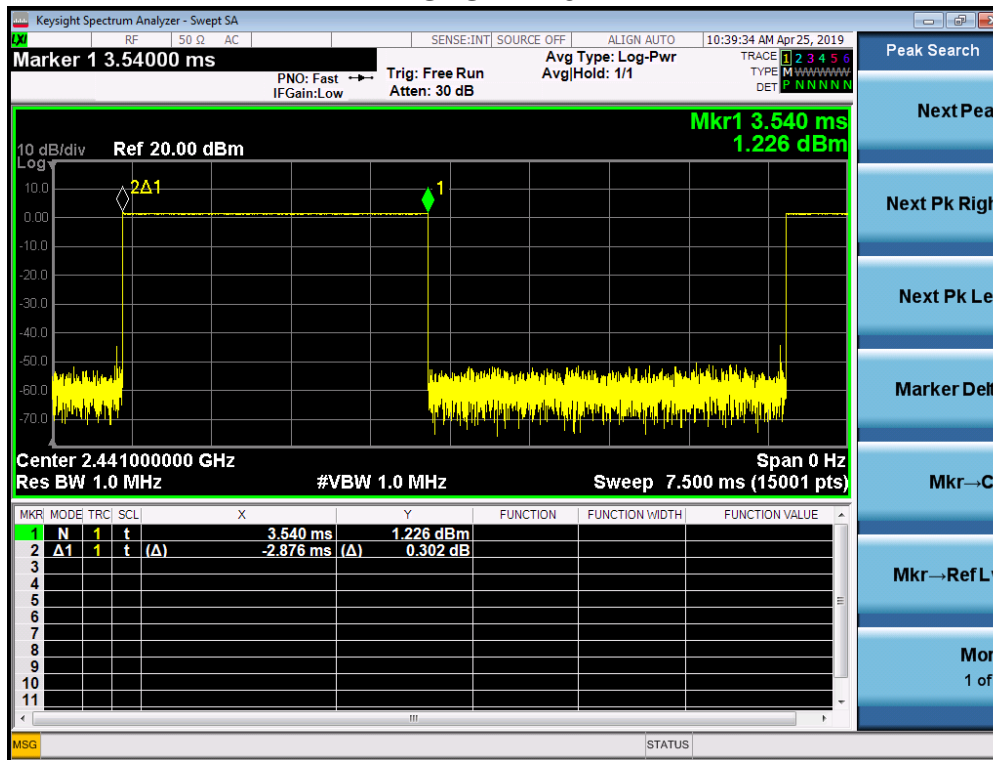 Keysight Spectrum Analyzer - Swept SA
LXI RF 50 Ω AC SENSE:INT SOURCE OFF ALIGN AUTO 10:39:34 AM Apr 25, 2019
Marker 1 3.54000 ms
PNO: Fast
IFGain:Low
Trig: Free Run
Atten: 30 dB
Avg Type: Log-Pwr
Avg|Hold: 1/1
TRACE 1 2 3 4 5 6
TYPE M WWWWW
DET P N N N N N
Mkr1 3.540 ms
1.226 dBm
10 dB/div Ref 20.00 dBm
Log
10.0
0.00
-10.0
-20.0
-30.0
-40.0
-50.0
-60.0
-70.0
2Δ1
1
Center 2.441000000 GHz Span 0 Hz
Res BW 1.0 MHz #VBW 1.0 MHz Sweep 7.500 ms (15001 pts)
MKR MODE TRC SCL X Y FUNCTION FUNCTION WIDTH FUNCTION VALUE
1 N 1 t 3.540 ms 1.226 dBm
2 Δ1 1 t (Δ) -2.876 ms (Δ) 0.302 dB
3
4
5
6
7
8
9
10
11
MSG STATUS
Peak Search
Next Pea
Next Pk Righ
Next Pk Le
Marker Delt
Mkr→C
Mkr→Ref Lv
Mor
1 of